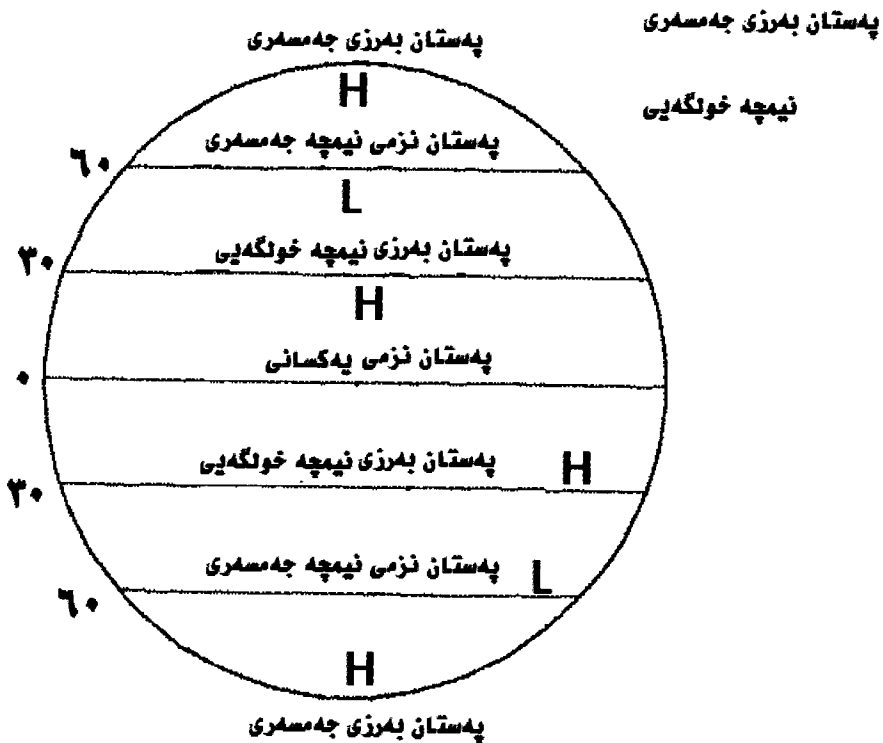 پەستان بەرزی جەمسەری
پەستان بەرزی جەمسەری
H
نیمچە خولگەیی
پەستان نزمی نیمچە جەمسەری
٦٠
L
پەستان بەرزی نیمچە خولگەیی
٣٠
H
پەستان نزمی یەکسانی
٠
پەستان بەرزی نیمچە خولگەیی
H
٣٠
پەستان نزمی نیمچە جەمسەری
L
٦٠
H
پەستان بەرزی جەمسەری